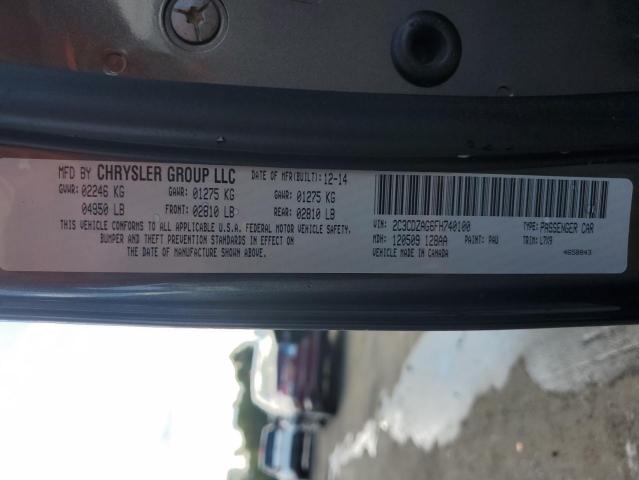 MFD BY CHRYSLER GROUP LLC DATE OF MFR(BUILT): 12-14
GVWR: 02246 KG GAWR: 01275 KG GAWR: 01275 KG
04950 LB FRONT: 02810 LB REAR: 02810 LB
THIS VEHICLE CONFORMS TO ALL APPLICABLE U.S.A. FEDERAL MOTOR VEHICLE SAFETY,
BUMPER AND THEFT PREVENTION STANDARDS IN EFFECT ON
THE DATE OF MANUFACTURE SHOWN ABOVE.
VIN: 2C3CDZAG6FH740100 TYPE: PASSENGER CAR
MDH: 120509 128AA PAINT: PAU TRIM: L7X9
VEHICLE MADE IN CANADA 4650843